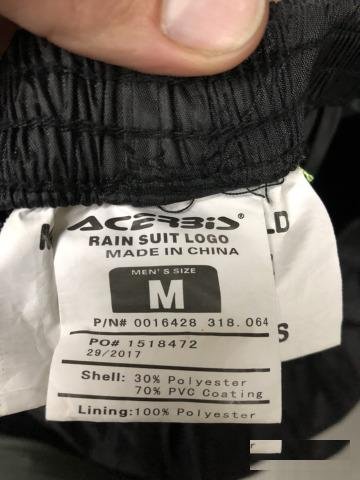 ACERBIS
RAIN SUIT LOGO
MADE IN CHINA
MEN'S SIZE
M
P/N# 0016428 318.064
PO# 1518472
29/2017
Shell: 30% Polyester
70% PVC Coating
Lining: 100% Polyester